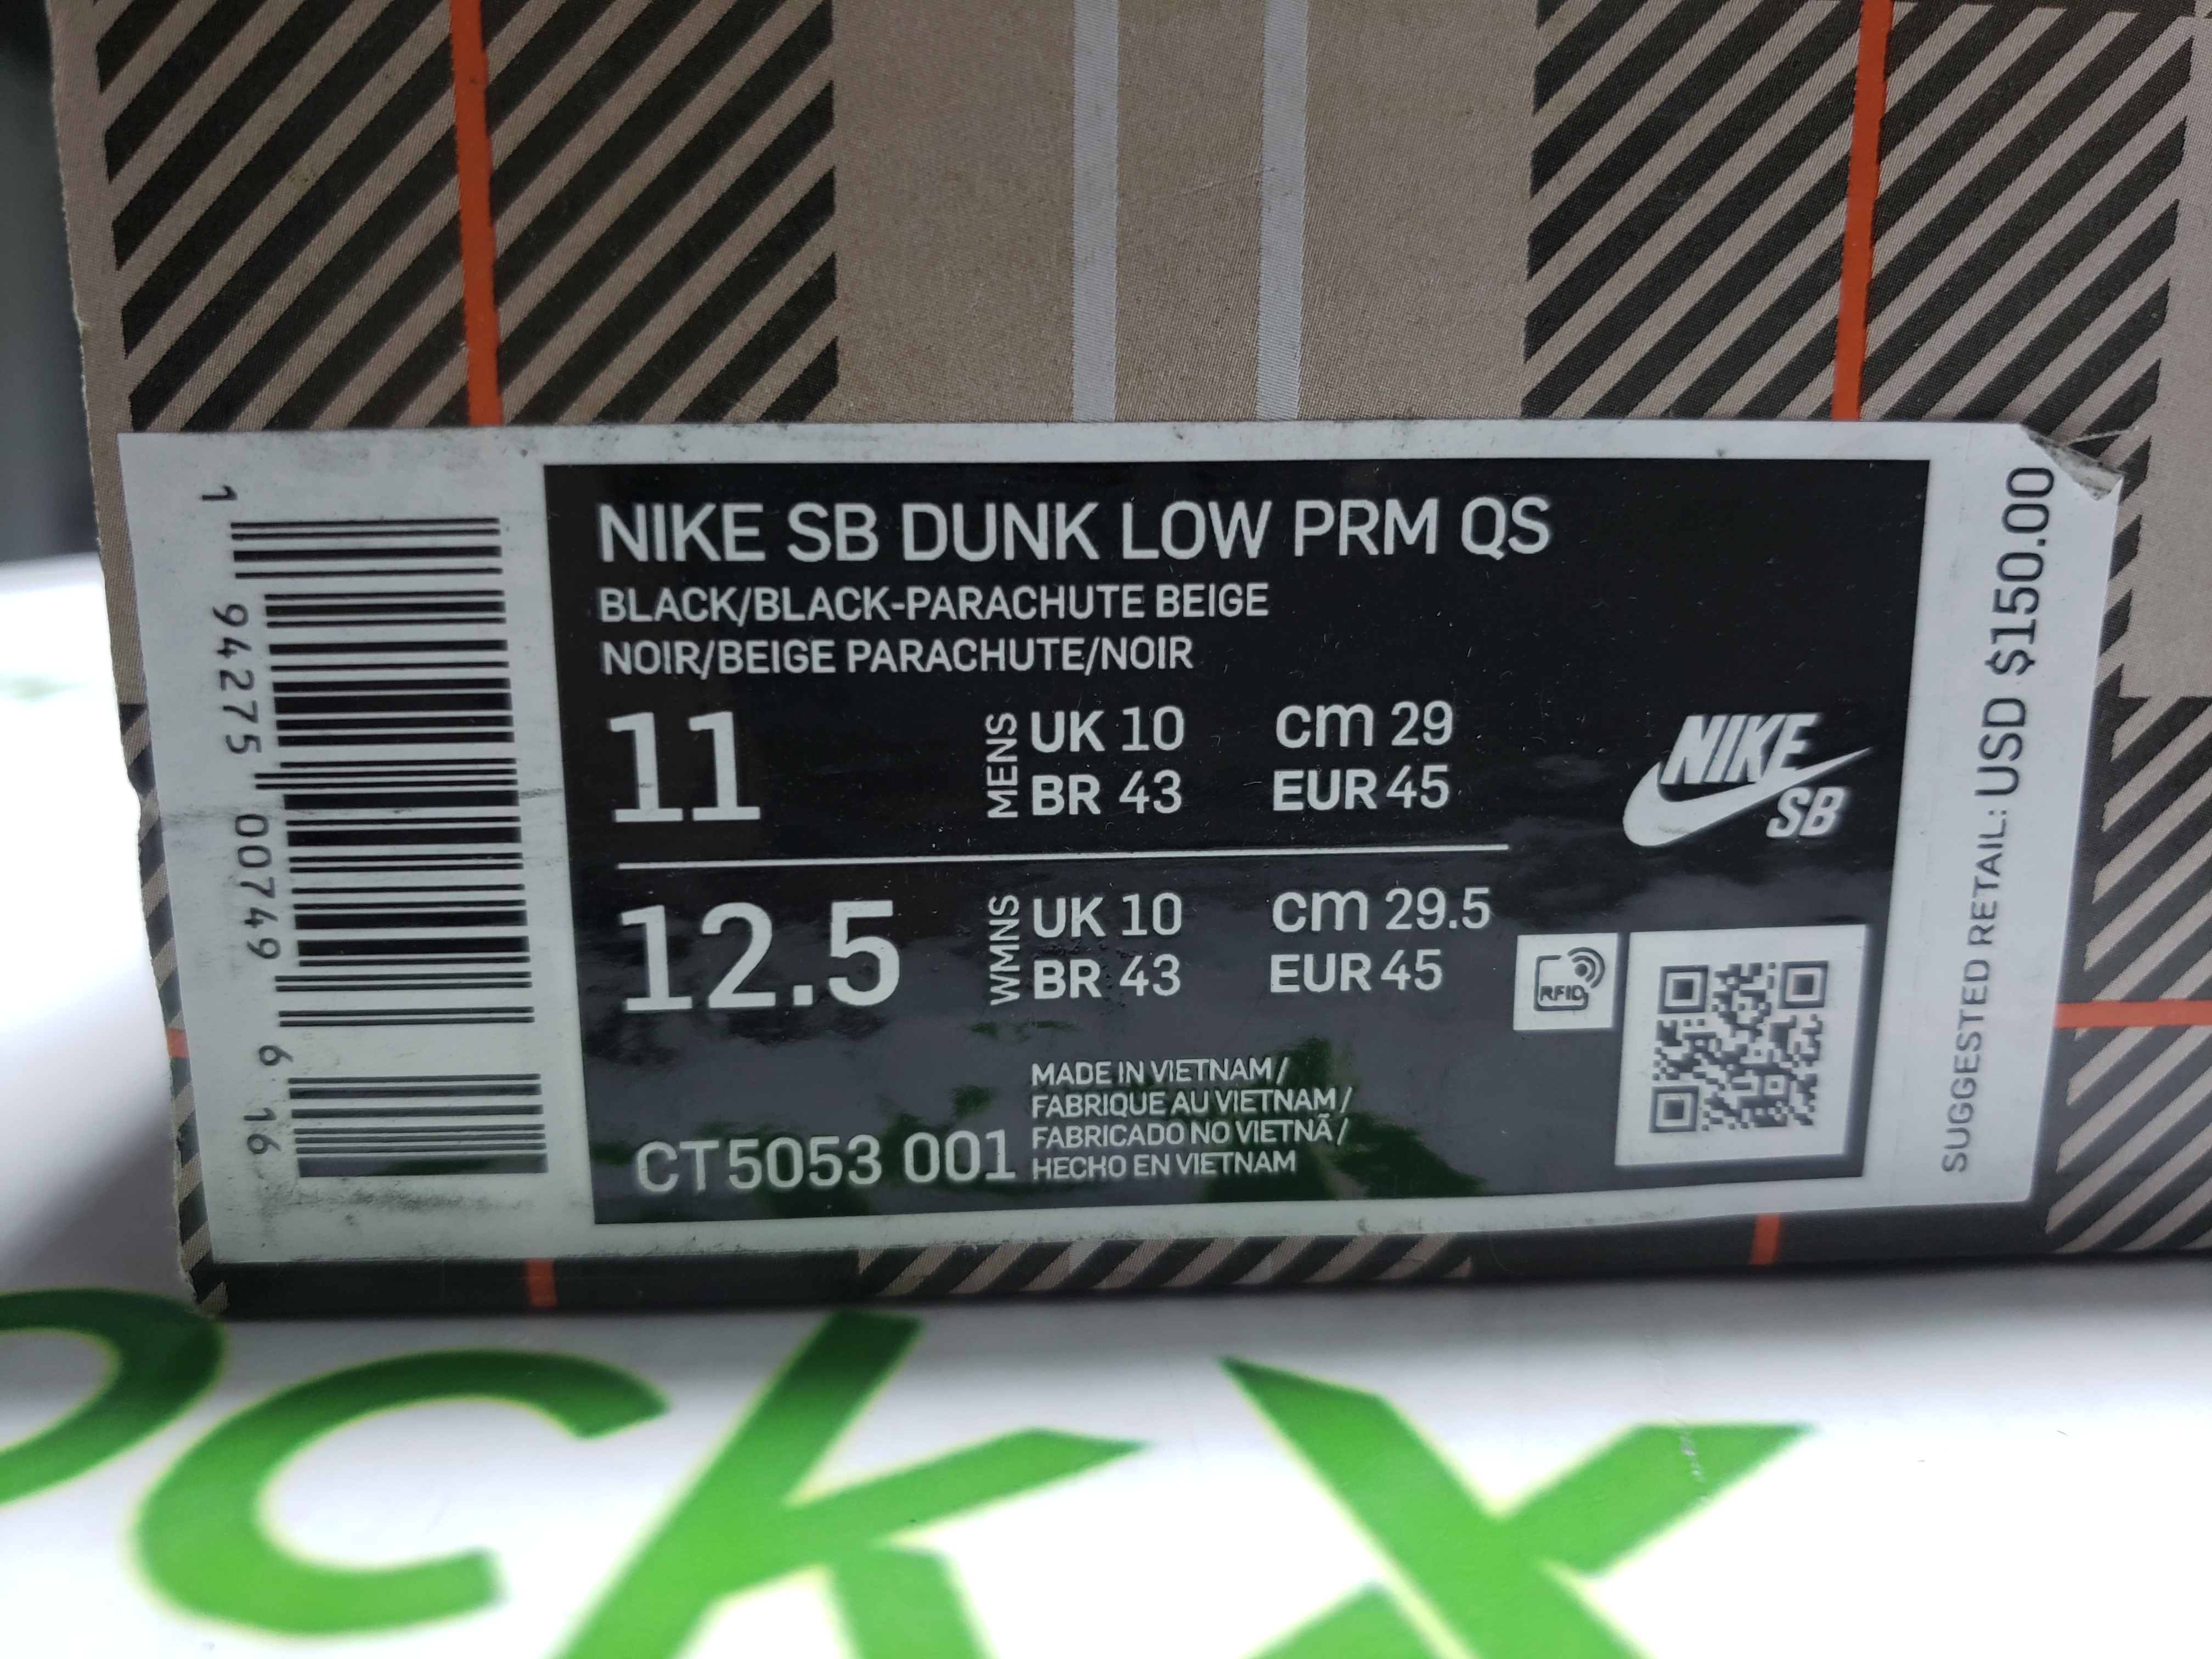 NIKE SB DUNK LOW PRM QS
BLACK/BLACK-PARACHUTE BEIGE
NOIR/BEIGE PARACHUTE/NOIR
11
MENS
UK 10 cm 29
BR 43 EUR 45
12.5
WMNS
UK 10 cm 29.5
BR 43 EUR 45
NIKE
SB
RFID
MADE IN VIETNAM/
FABRIQUE AU VIETNAM/
FABRICADO NO VIETNÃ/
HECHO EN VIETNAM
CT5053 001
SUGGESTED RETAIL: USD $150.00
1 94275 00749 6 16
ock X